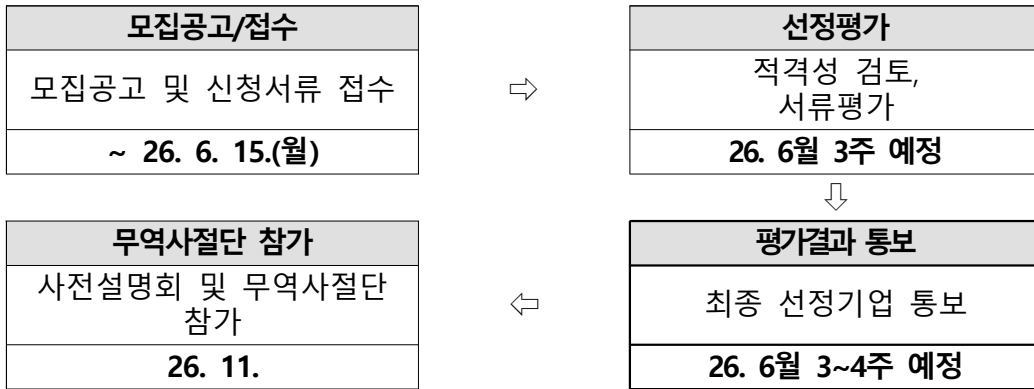 모집공고/접수
모집공고 및 신청서류 접수
~ 26. 6. 15.(월)
⇨
선정평가
적격성 검토,
서류평가
26. 6월 3주 예정
⇩
평가결과 통보
최종 선정기업 통보
26. 6월 3~4주 예정
⇦
무역사절단 참가
사전설명회 및 무역사절단
참가
26. 11.